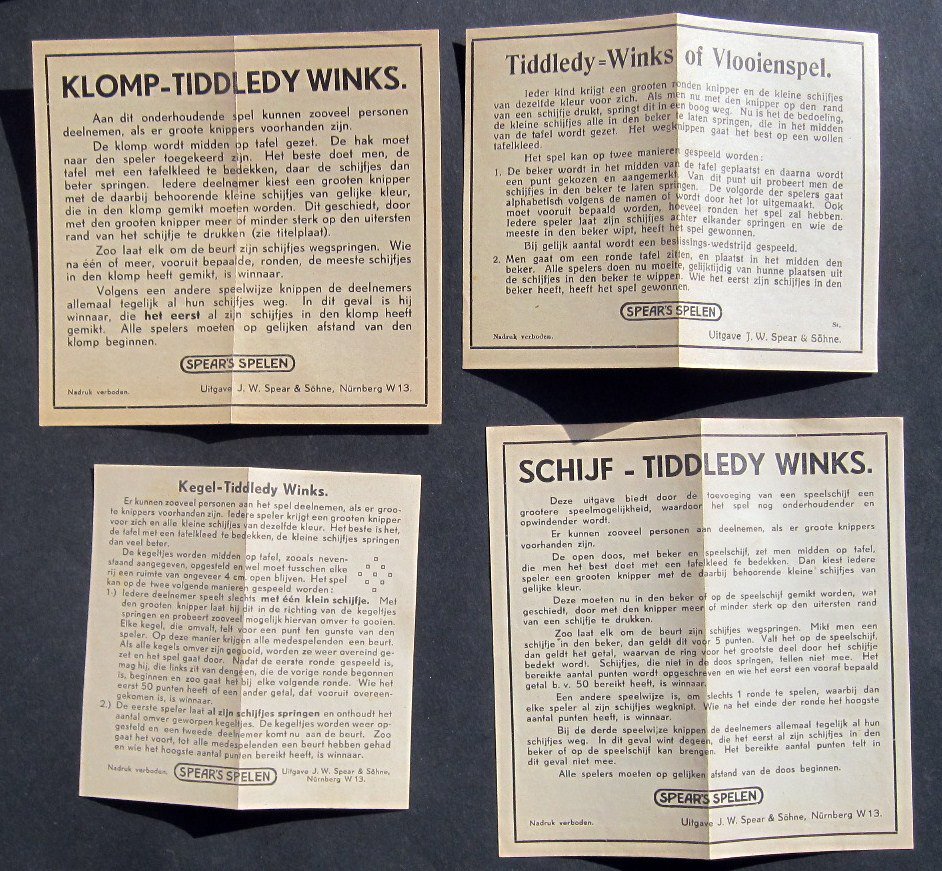 KLOMP-TIDDLEDY WINKS.
Aan dit onderhoudende spel kunnen zooveel personen
deelnemen, als er groote knippers voorhanden zijn.
De klomp wordt midden op tafel gezet. De hak moet
naar den speler toegekeerd zijn. Het beste doet men, de
tafel met een tafelkleed te bedekken, daar de schijfjes dan
beter springen. Iedere deelnemer kiest een grooten knipper
met de daarbij behoorende kleine schijfjes van gelijke kleur,
die in den klomp gemikt moeten worden. Dit geschiedt, door
met den grooten knipper meer of minder sterk op den uitersten
rand van het schijfje te drukken (zie titelplaat).
Zoo laat elk om de beurt zijn schijfjes wegspringen. Wie
na één of meer, vooruit bepaalde, ronden, de meeste schijfjes
in den klomp heeft gemikt, is winnaar.
Volgens een andere speelwijze knippen de deelnemers
allemaal tegelijk al hun schijfjes weg. In dit geval is hij
winnaar, die het eerst al zijn schijfjes in den klomp heeft
gemikt. Alle spelers moeten op gelijken afstand van den
klomp beginnen.
SPEAR'S SPELEN
Nadruk verboden.
Uitgave J. W. Spear & Söhne, Nürnberg W 13.
Tiddledy=Winks of Vlooienspel.
Ieder kind krijgt een grooten ronden knipper en de kleine schijfjes
van dezelfde kleur voor zich. Als men nu met den knipper op den rand
van een schijfje drukt, springt dit in een boog weg. Nu is het de bedoeling,
de kleine schijfjes alle in den beker te laten springen, die in het midden
van de tafel wordt gezet. Het wegknippen gaat het best op een wollen
tafelkleed.
Het spel kan op twee manieren gespeeld worden:
1. De beker wordt in het midden van de tafel geplaatst en daarna wordt
een punt gekozen en aangemerkt. Van dit punt uit probeert men de
schijfjes in den beker te laten springen. De volgorde der spelers gaat
alphabetisch volgens de namen of wordt door het lot uitgemaakt. Ook
moet vooruit bepaald worden, hoeveel ronden het spel zal hebben.
Iedere speler laat zijn schijfjes achter elkander springen en wie de
meeste in den beker wipt, heeft het spel gewonnen.
Bij gelijk aantal wordt een beslissings-wedstrijd gespeeld.
2. Men gaat om een ronde tafel zitten, en plaatst in het midden den
beker. Alle spelers doen nu moeite, gelijktijdig van hunne plaatsen uit
de schijfjes in den beker te wippen. Wie het eerst zijn schijfjes in den
beker heeft, heeft het spel gewonnen.
SPEAR'S SPELEN
Nadruk verboden.
Uitgave J. W. Spear & Söhne.
Kegel-Tiddledy Winks.
Er kunnen zooveel personen aan het spel deelnemen, als er groo-
te knippers voorhanden zijn. Iedere speler krijgt een grooten knipper
voor zich en alle kleine schijfjes van dezelfde kleur. Het beste is het,
de tafel met een tafelkleed te bedekken, de kleine schijfjes springen
dan veel beter.
De kegeltjes worden midden op tafel, zooals neven-
staand aangegeven, opgesteld en wel moet tusschen elke
rij een ruimte van ongeveer 4 cm open blijven. Het spel
kan op de twee volgende manieren gespeeld worden:
1.) Iedere deelnemer speelt slechts met één klein schijfje. Met
den grooten knipper laat hij dit in de richting van de kegeltjes
springen en probeert zooveel mogelijk hiervan omver te gooien.
Elke kegel, die omvalt, telt voor een punt ten gunste van den
speler. Op deze manier krijgen alle medespelenden een beurt.
Als alle kegels omver zijn gegooid, worden ze weer overeind ge-
zet en het spel gaat door. Nadat de eerste ronde gespeeld is,
mag hij, die links zit van dengeen, die de vorige ronde begonnen
is, beginnen en zoo gaat het bij elke volgende ronde. Wie het
eerst 50 punten heeft of een ander getal, dat vooruit overeen-
gekomen is, is winnaar.
2.) De eerste speler laat al zijn schijfjes springen en onthoudt het
aantal omver geworpen kegeltjes. De kegeltjes worden weer op-
gesteld en een tweede deelnemer komt nu aan de beurt. Zoo
gaat het voort, tot alle medespelenden een beurt hebben gehad
en wie het hoogste aantal punten bereikt heeft, is winnaar.
Nadruk verboden.
SPEAR'S SPELEN
Uitgave J. W. Spear & Söhne,
Nürnberg W 13.
SCHIJF - TIDDLEDY WINKS.
Deze uitgave biedt door de toevoeging van een speelschijf een
grootere speelmogelijkheid, waardoor het spel nog onderhoudender en
opwindender wordt.
Er kunnen zooveel personen aan deelnemen, als er groote knippers
voorhanden zijn.
De open doos, met beker en speelschijf, zet men midden op tafel,
die men het best doet met een tafelkleed te bedekken. Dan kiest iedere
speler een grooten knipper met de daarbij behoorende kleine schijfjes van
gelijke kleur.
Deze moeten nu in den beker of op de speelschijf gemikt worden, wat
geschiedt, door met den knipper meer of minder sterk op den uitersten rand
van een schijfje te drukken.
Zoo laat elk om de beurt zijn schijfjes wegspringen. Mikt men een
schijfje in den beker, dan geldt dit voor 5 punten. Valt het op de speelschijf,
dan geldt het getal, waarvan de ring voor het grootste deel door het schijfje
bedekt wordt. Schijfjes, die niet in de doos springen, tellen niet mee. Het
bereikte aantal punten wordt opgeschreven en wie het eerst een vooraf bepaald
getal b. v. 50 bereikt heeft, is winnaar.
Een andere speelwijze is, om slechts 1 ronde te spelen, waarbij dan
elke speler al zijn schijfjes wegknipt. Wie na het einde der ronde het hoogste
aantal punten heeft, is winnaar.
Bij de derde speelwijze knippen de deelnemers allemaal tegelijk al hun
schijfjes weg. In dit geval wint degeen, die het eerst al zijn schijfjes in den
beker of op de speelschijf kan brengen. Het bereikte aantal punten telt in
dit geval niet mee.
Alle spelers moeten op gelijken afstand van de doos beginnen.
SPEAR'S SPELEN
Nadruk verboden.
Uitgave J. W. Spear & Söhne, Nürnberg W 13.